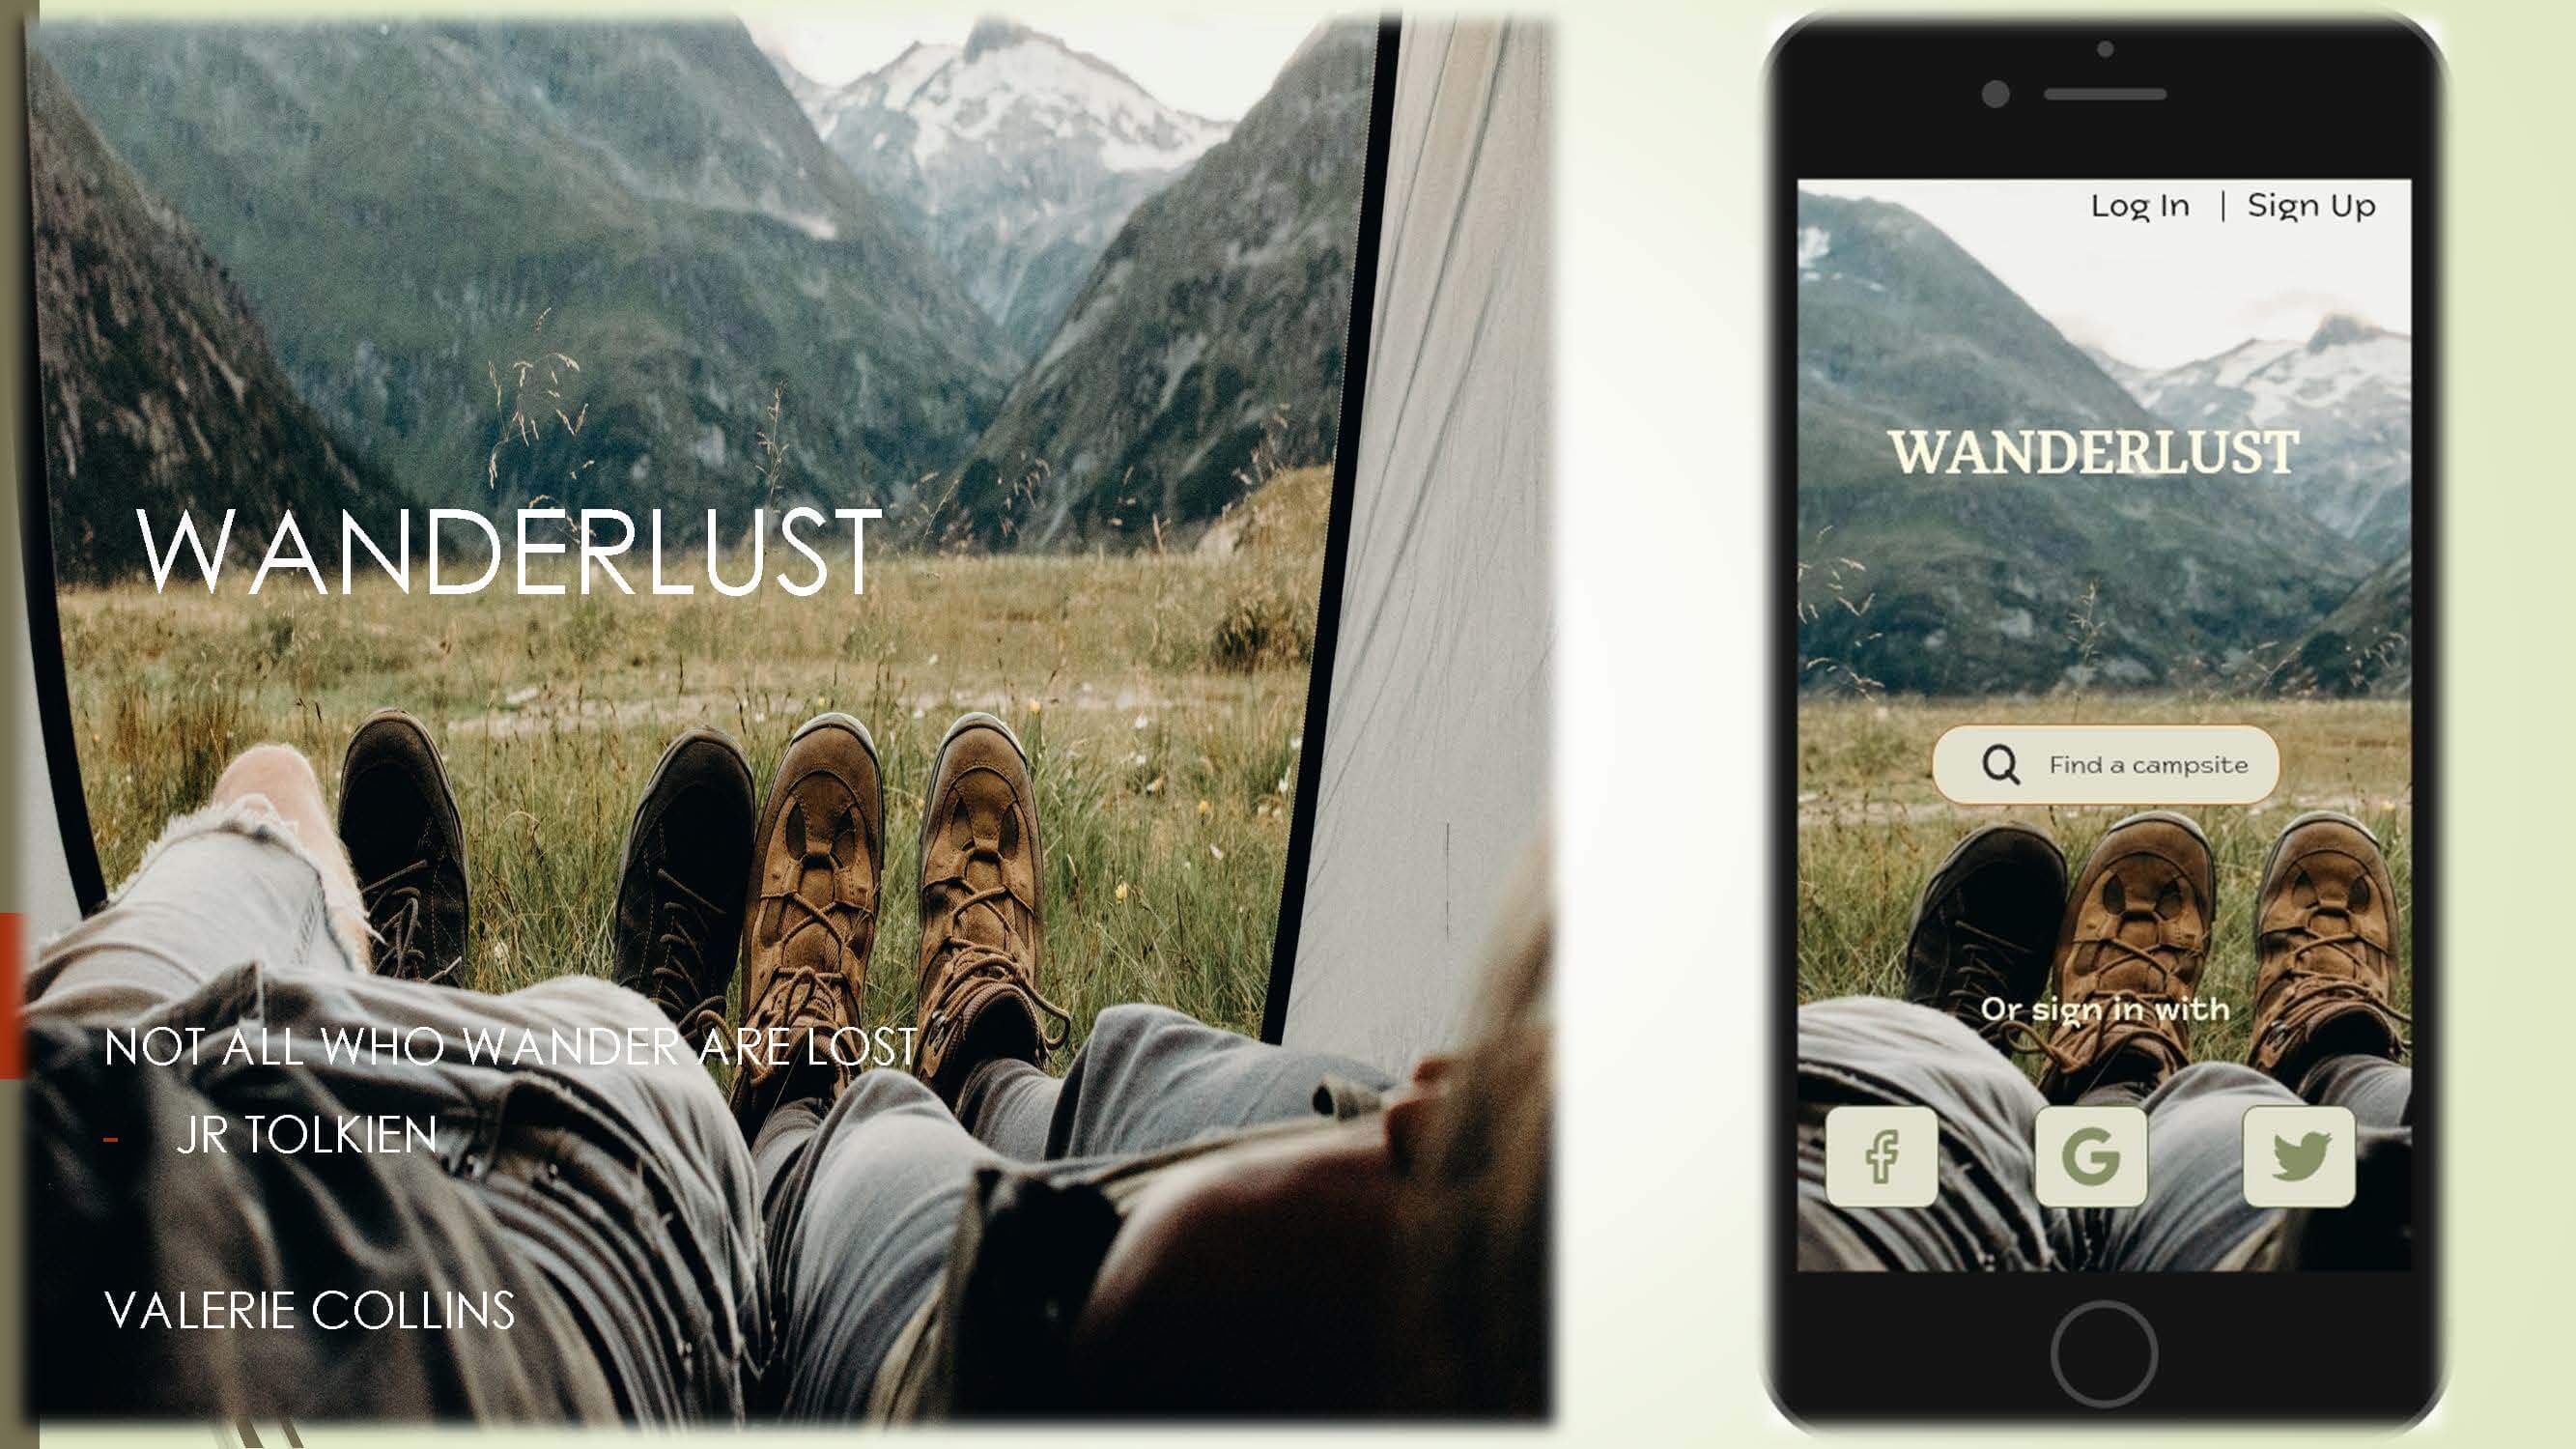 WANDERLUST
NOT ALL WHO WANDER ARE LOST
- JR TOLKIEN
VALERIE COLLINS
Log In | Sign Up
WANDERLUST
Find a campsite
Or sign in with